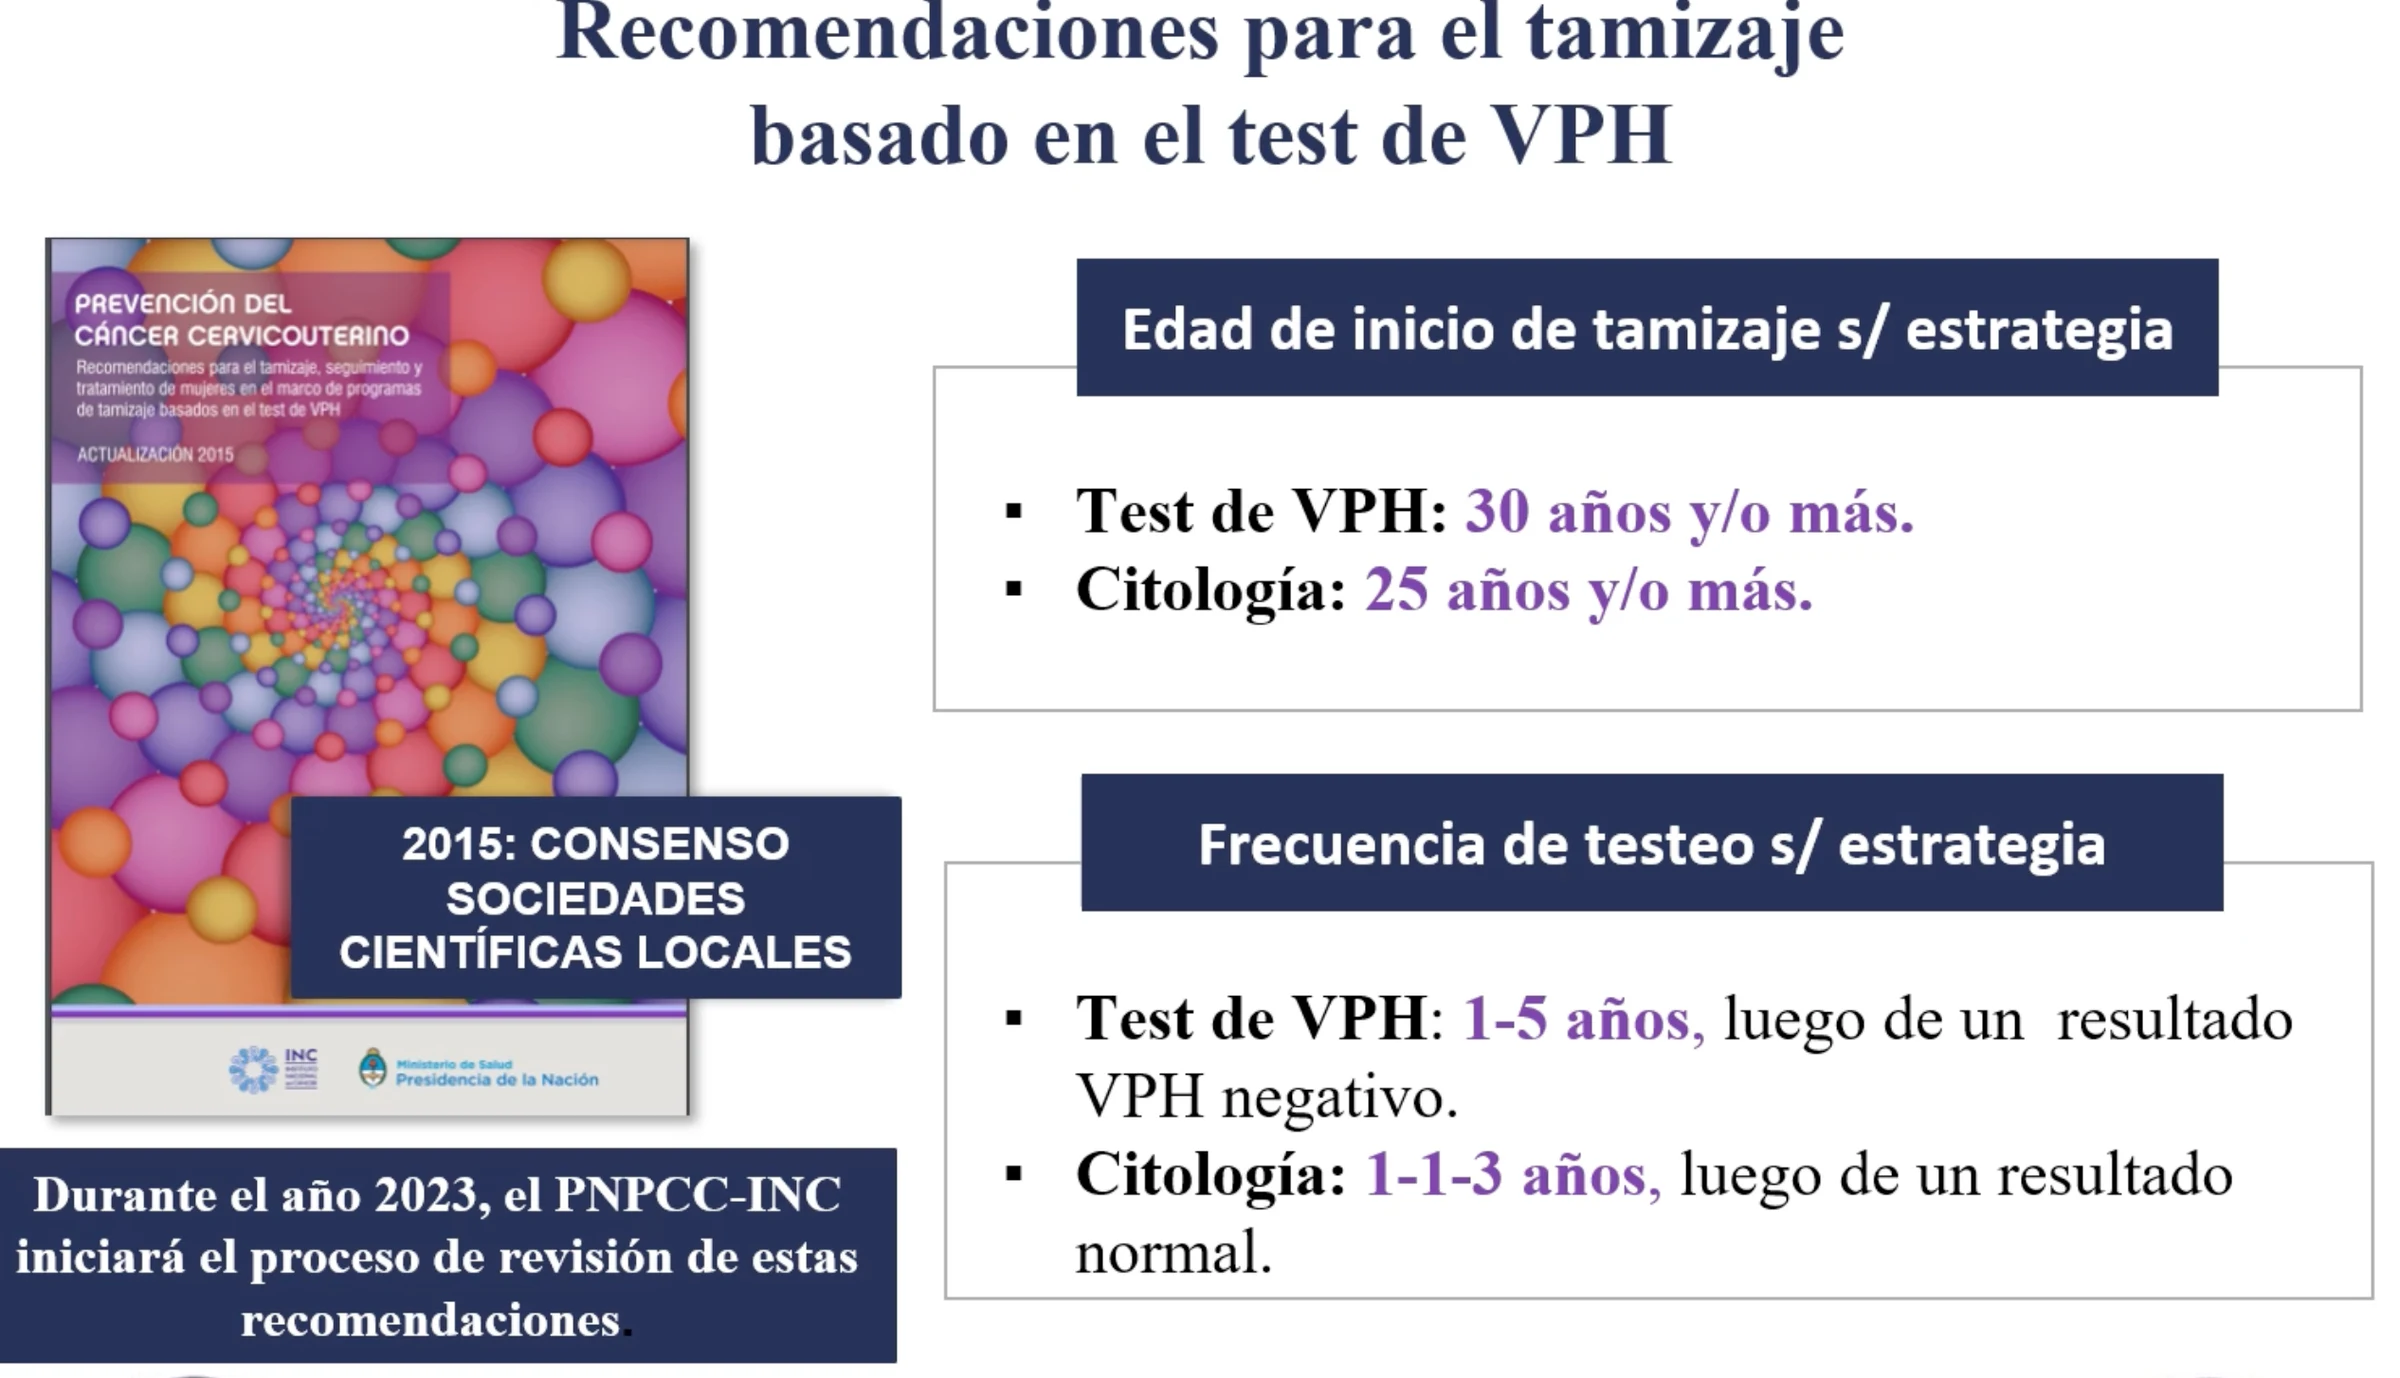 Recomendaciones para el tamizaje
basado en el test de VPH
PREVENCIÓN DEL
CÁNCER CERVICOUTERINO
Recomendaciones para el tamizaje, seguimiento y
tratamiento de mujeres en el marco de programas
de tamizaje basados en el test de VPH
ACTUALIZACIÓN 2015
2015: CONSENSO
SOCIEDADES
CIENTÍFICAS LOCALES
INC
INSTITUTO
NACIONAL
DEL CÁNCER
Ministerio de Salud
Presidencia de la Nación
Durante el año 2023, el PNPCC-INC
iniciará el proceso de revisión de estas
recomendaciones.
Edad de inicio de tamizaje s/ estrategia
▪ Test de VPH: 30 años y/o más.
▪ Citología: 25 años y/o más.
Frecuencia de testeo s/ estrategia
▪ Test de VPH: 1-5 años, luego de un resultado
VPH negativo.
▪ Citología: 1-1-3 años, luego de un resultado
normal.